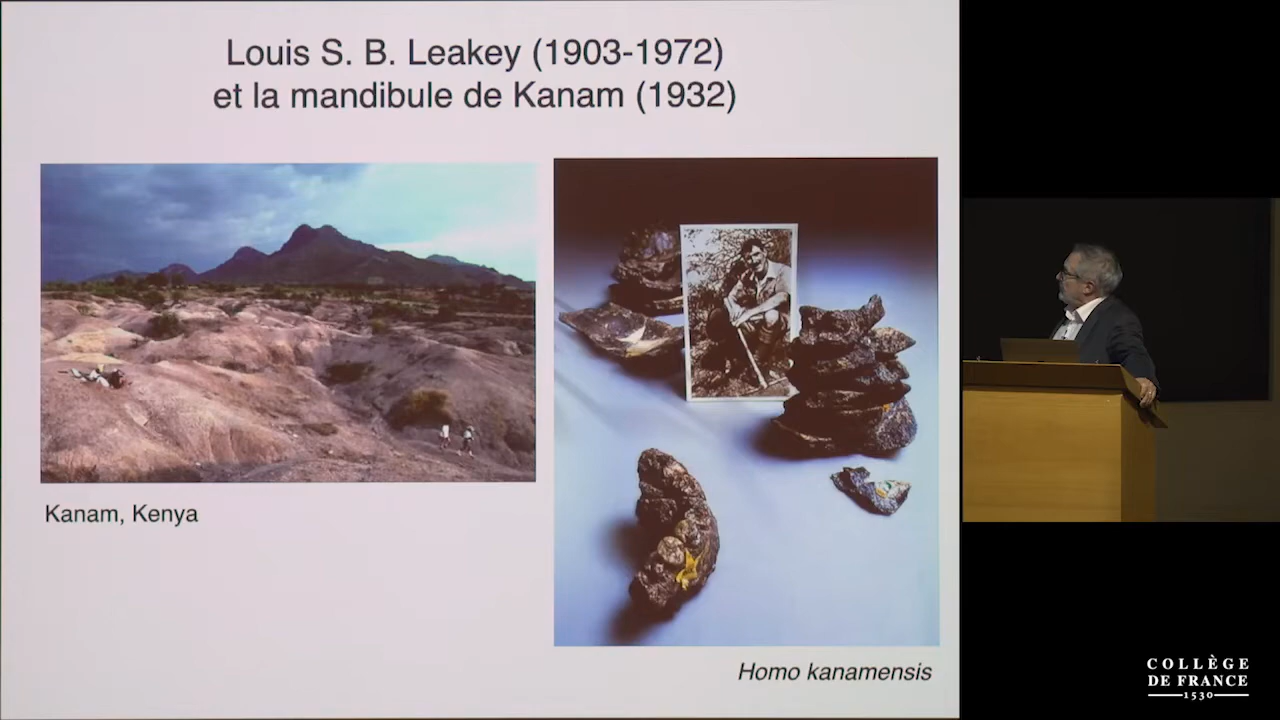 Louis S. B. Leakey (1903-1972)
et la mandibule de Kanam (1932)
Kanam, Kenya
Homo kanamensis
COLLÈGE
DE FRANCE
1530